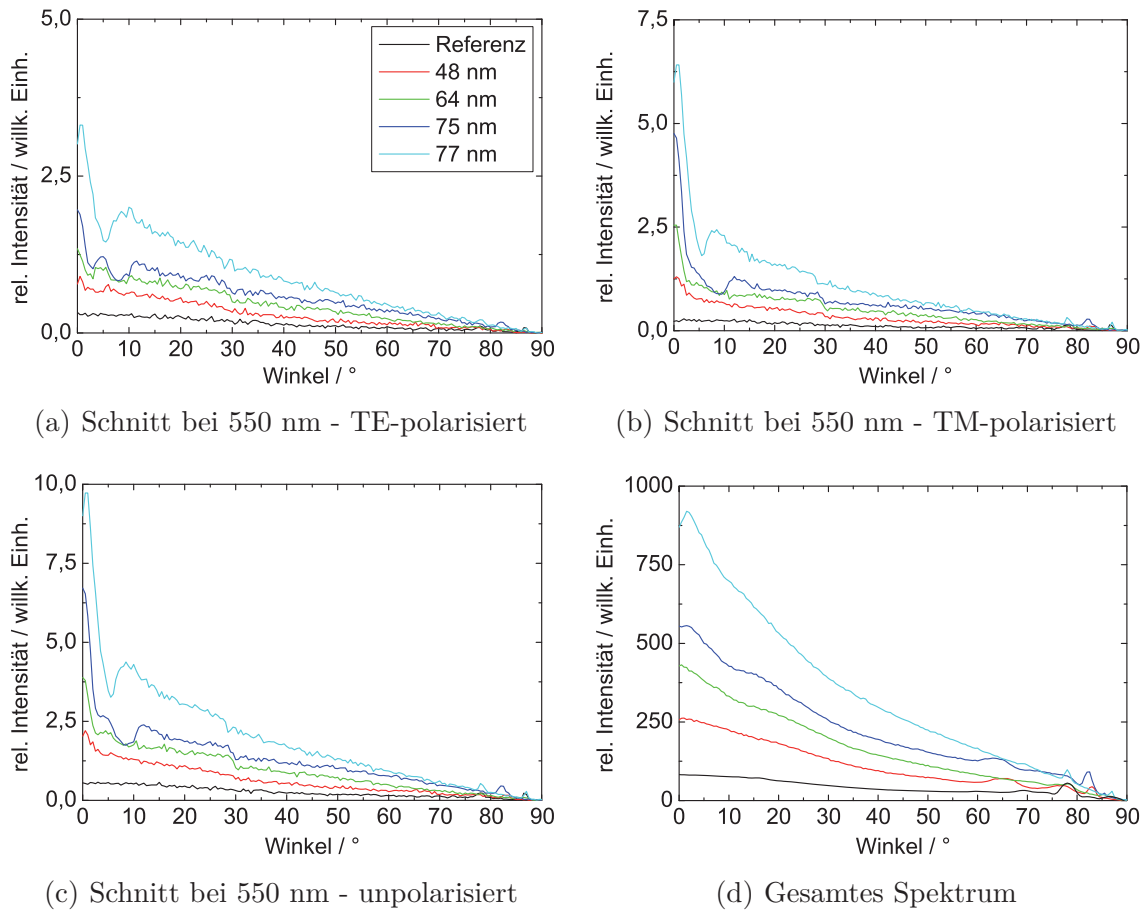 rel. Intensität / willk. Einh.
5,0
2,5
0,0
0 10 20 30 40 50 60 70 80 90
Winkel / °
Referenz
48 nm
64 nm
75 nm
77 nm
(a) Schnitt bei 550 nm - TE-polarisiert
rel. Intensität / willk. Einh.
7,5
5,0
2,5
0,0
0 10 20 30 40 50 60 70 80 90
Winkel / °
(b) Schnitt bei 550 nm - TM-polarisiert
rel. Intensität / willk. Einh.
10,0
7,5
5,0
2,5
0,0
0 10 20 30 40 50 60 70 80 90
Winkel / °
(c) Schnitt bei 550 nm - unpolarisiert
rel. Intensität / willk. Einh.
1000
750
500
250
0
0 10 20 30 40 50 60 70 80 90
Winkel / °
(d) Gesamtes Spektrum